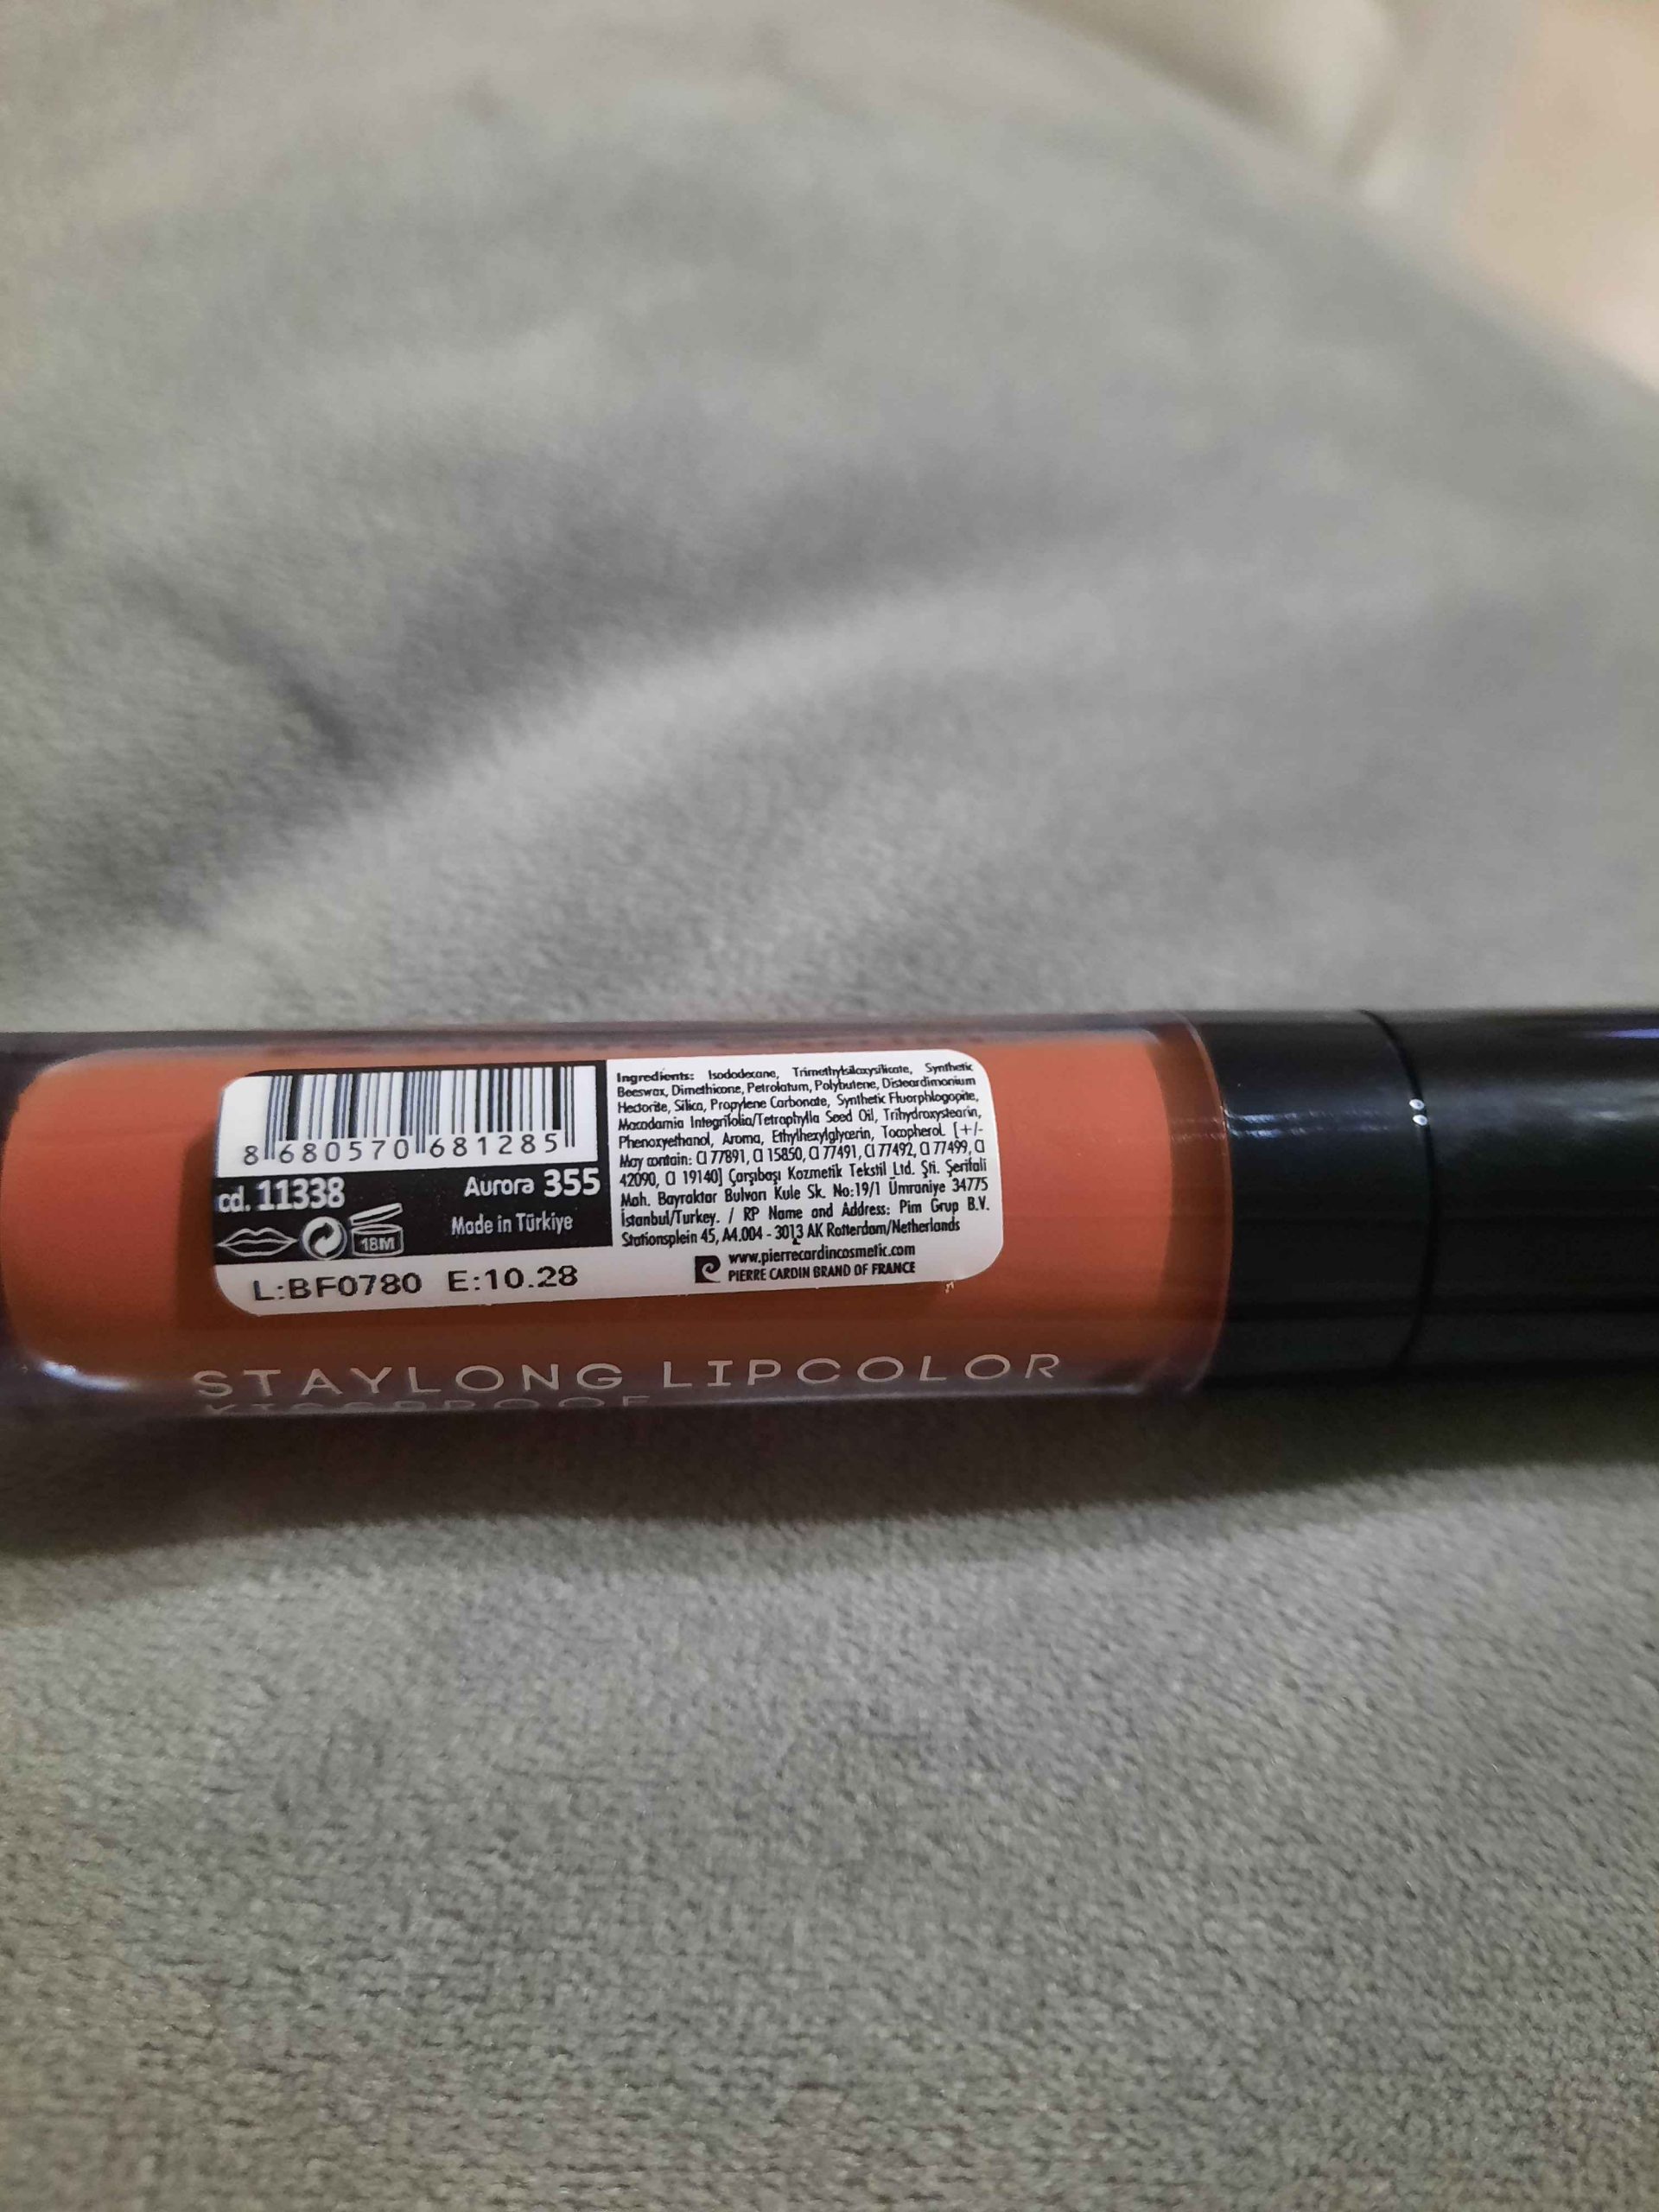 8 680570 681285
cd. 11338
Aurora 355
Made in Türkiye
18M
L:BF0780 E:10.28
Ingredients: Isododecane, Trimethylsiloxysilicate, Synthetic
Beeswax, Dimethicone, Petrolatum, Polybutene, Disteardimonium
Hectorite, Silica, Propylene Carbonate, Synthetic Fluorphlogopite,
Macadamia Integrifolia/Tetraphylla Seed Oil, Trihydroxystearin,
Phenoxyethanol, Aroma, Ethylhexylglycerin, Tocopherol. [+/-
May contain: CI 77891, CI 15850, CI 77491, CI 77492, CI 77499, CI
42090, CI 19140] Çarşıbaşı Kozmetik Tekstil Ltd. Şti. Şerifali
Mah. Bayraktar Bulvarı Kule Sk. No:19/1 Ümraniye 34775
İstanbul/Turkey. / RP Name and Address: Pim Grup B.V.
Stationsplein 45, A4.004 - 3013 AK Rotterdam/Netherlands
www.pierrecardincosmetic.com
PIERRE CARDIN BRAND OF FRANCE
STAYLONG LIPCOLOR